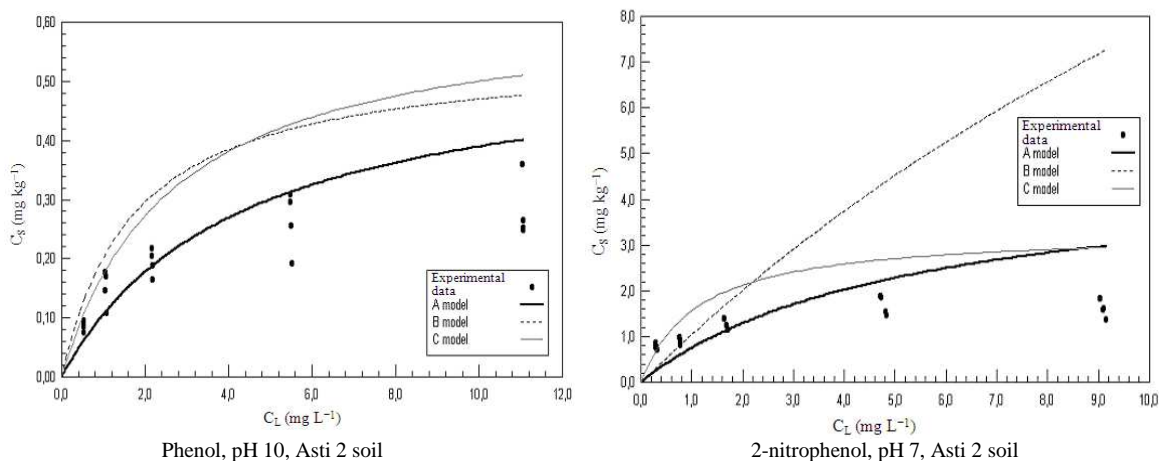 0,60
0,50
0,40
0,30
0,20
0,10
0,00
C_S (mg kg⁻¹)
0,0 2,0 4,0 6,0 8,0 10,0 12,0
C_L (mg L⁻¹)
Experimental
data
A model
B model
C model
Phenol, pH 10, Asti 2 soil
8,0
7,0
6,0
5,0
4,0
3,0
2,0
1,0
0,0
C_S (mg kg⁻¹)
0,0 1,0 2,0 3,0 4,0 5,0 6,0 7,0 8,0 9,0 10,0
C_L (mg L⁻¹)
Experimental
data
A model
B model
C model
2-nitrophenol, pH 7, Asti 2 soil